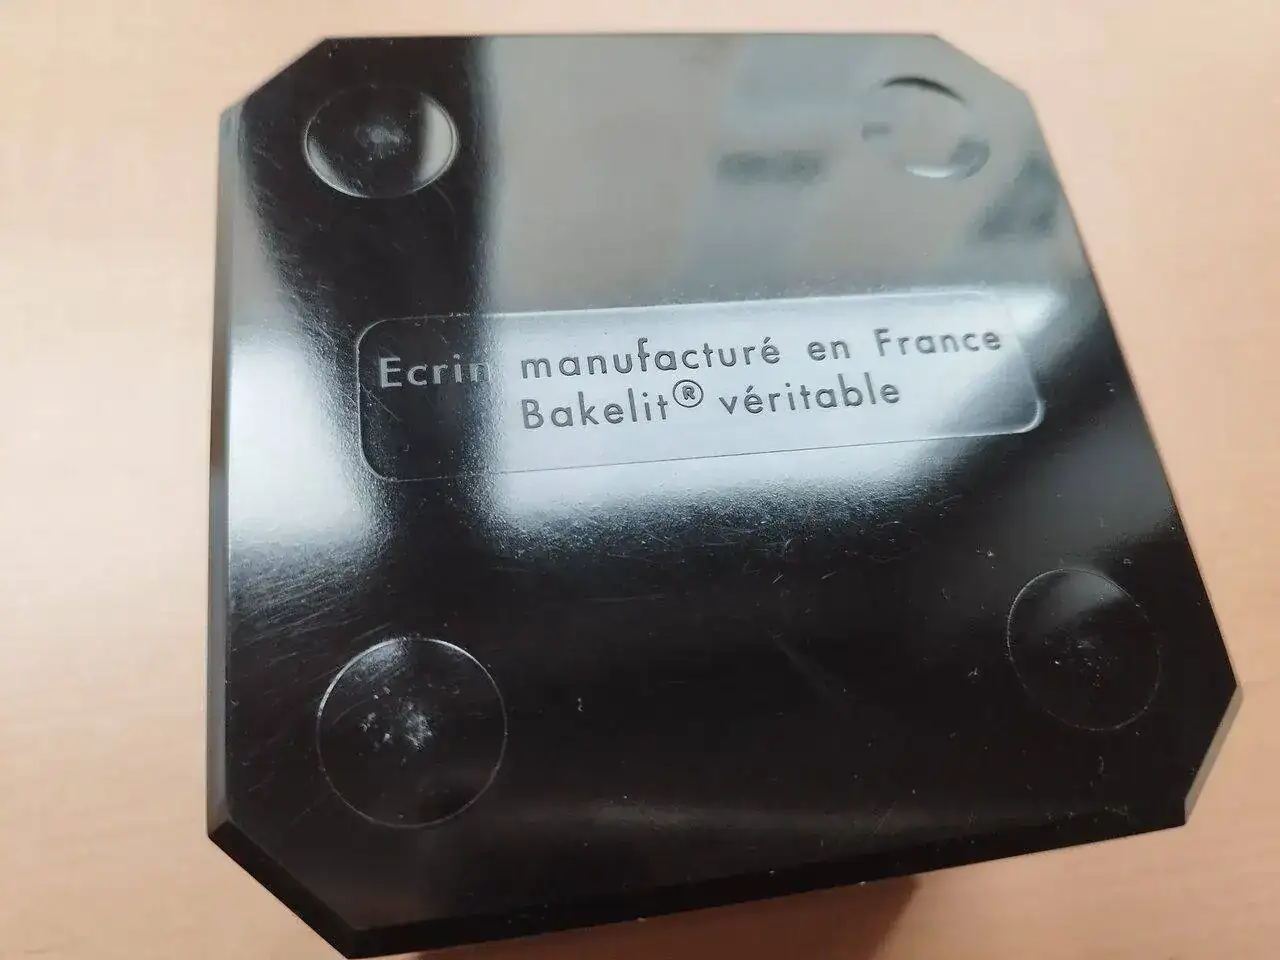 Ecrin manufacturé en France
Bakelit® véritable